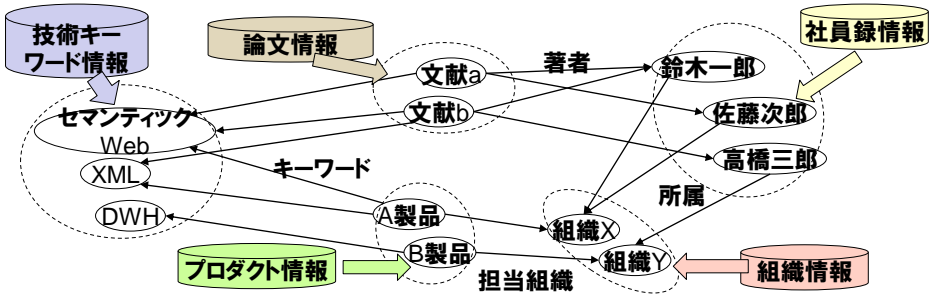 技術キー
ワード情報
論文情報
社員録情報
著者
文献a
鈴木一郎
文献b
佐藤次郎
セマンティック
Web
高橋三郎
XML
キーワード
所属
DWH
A製品
組織X
B製品
組織Y
プロダクト情報
担当組織
組織情報